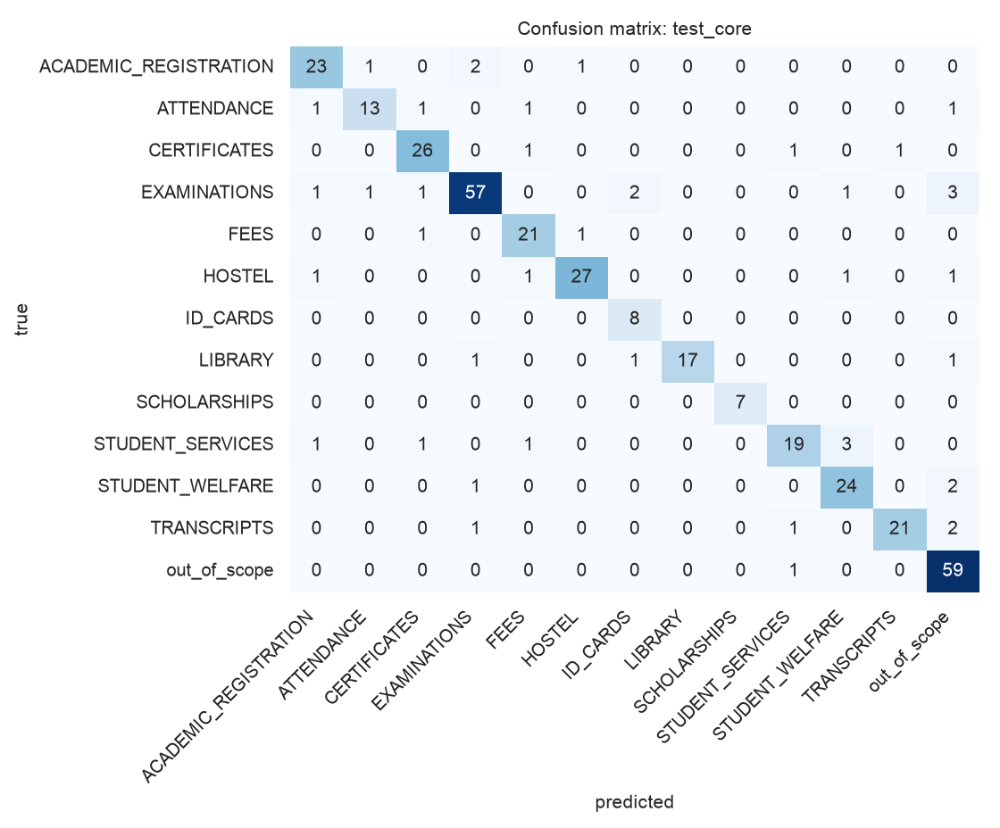 Confusion matrix: test_core
ACADEMIC_REGISTRATION 23 1 0 2 0 1 0 0 0 0 0 0 0
ATTENDANCE 1 13 1 0 1 0 0 0 0 0 0 0 1
CERTIFICATES 0 0 26 0 1 0 0 0 0 1 0 1 0
EXAMINATIONS 1 1 1 57 0 0 2 0 0 0 1 0 3
FEES 0 0 1 0 21 1 0 0 0 0 0 0 0
HOSTEL 1 0 0 0 1 27 0 0 0 0 1 0 1
ID_CARDS 0 0 0 0 0 0 8 0 0 0 0 0 0
LIBRARY 0 0 0 1 0 0 1 17 0 0 0 0 1
SCHOLARSHIPS 0 0 0 0 0 0 0 0 7 0 0 0 0
STUDENT_SERVICES 1 0 1 0 1 0 0 0 0 19 3 0 0
STUDENT_WELFARE 0 0 0 1 0 0 0 0 0 0 24 0 2
TRANSCRIPTS 0 0 0 1 0 0 0 0 0 1 0 21 2
out_of_scope 0 0 0 0 0 0 0 0 0 1 0 0 59
true
ACADEMIC_REGISTRATION
ATTENDANCE
CERTIFICATES
EXAMINATIONS
FEES
HOSTEL
ID_CARDS
LIBRARY
SCHOLARSHIPS
STUDENT_SERVICES
STUDENT_WELFARE
TRANSCRIPTS
out_of_scope
predicted